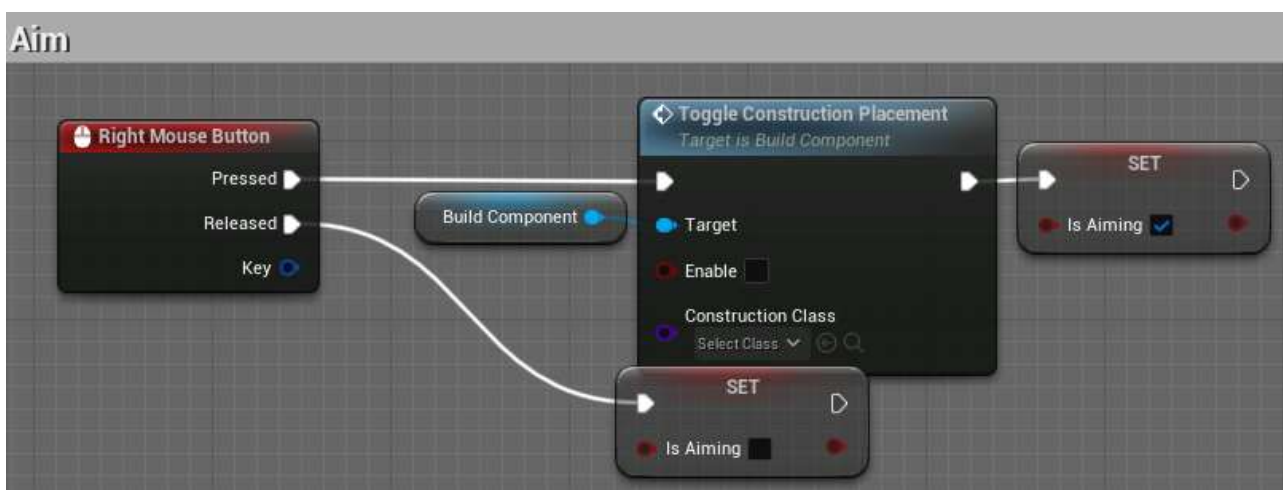 Aim
Right Mouse Button
Pressed
Released
Key
Build Component
Toggle Construction Placement
Target is Build Component
Target
Enable
Construction Class
Select Class
SET
Is Aiming
SET
Is Aiming